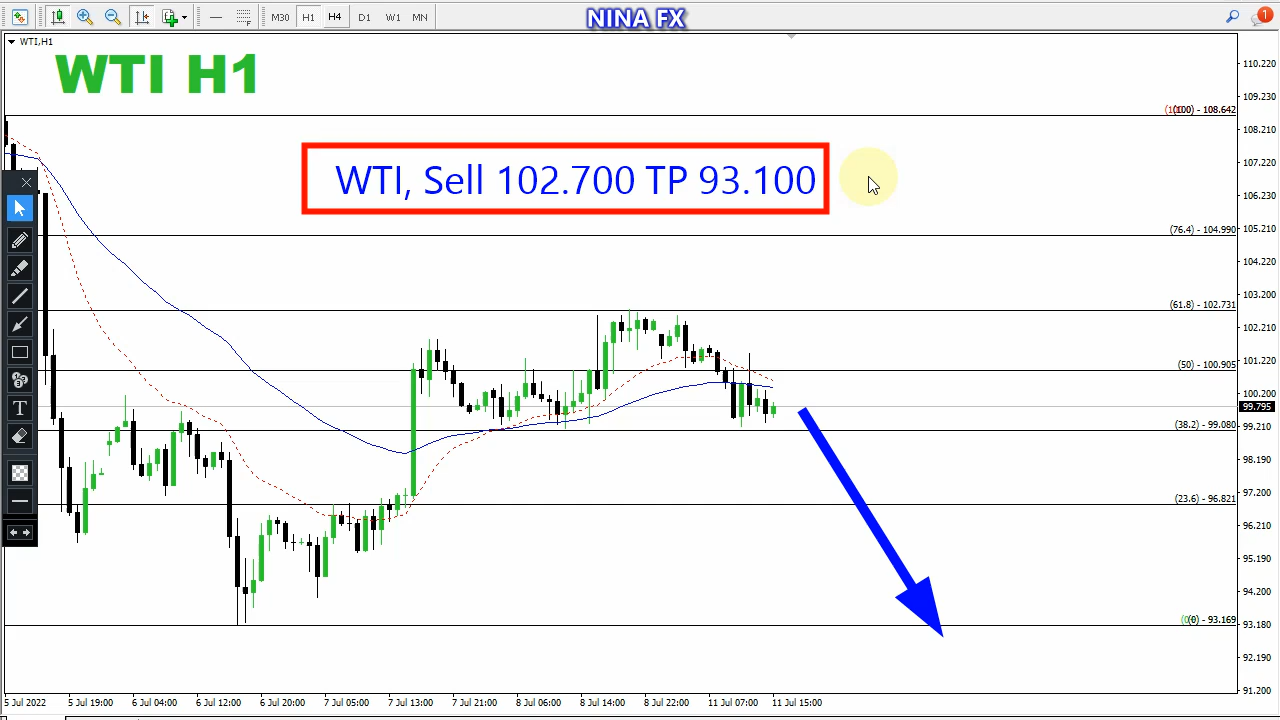 M30 H1 H4 D1 W1 MN
NINA FX
1
WTI,H1
WTI H1
WTI, Sell 102.700 TP 93.100
110.220
109.230
(100) - 108.642
108.210
107.220
106.230
(76.4) - 104.990
105.210
104.220
103.200
(61.8) - 102.731
102.210
101.220
(50) - 100.905
100.200
99.795
(38.2) - 99.080
99.210
98.190
97.200
(23.6) - 96.821
96.210
95.190
94.200
(0) - 93.169
93.180
92.190
91.200
T
5 Jul 2022 5 Jul 19:00 6 Jul 04:00 6 Jul 12:00 6 Jul 20:00 7 Jul 05:00 7 Jul 13:00 7 Jul 21:00 8 Jul 06:00 8 Jul 14:00 8 Jul 22:00 11 Jul 07:00 11 Jul 15:00